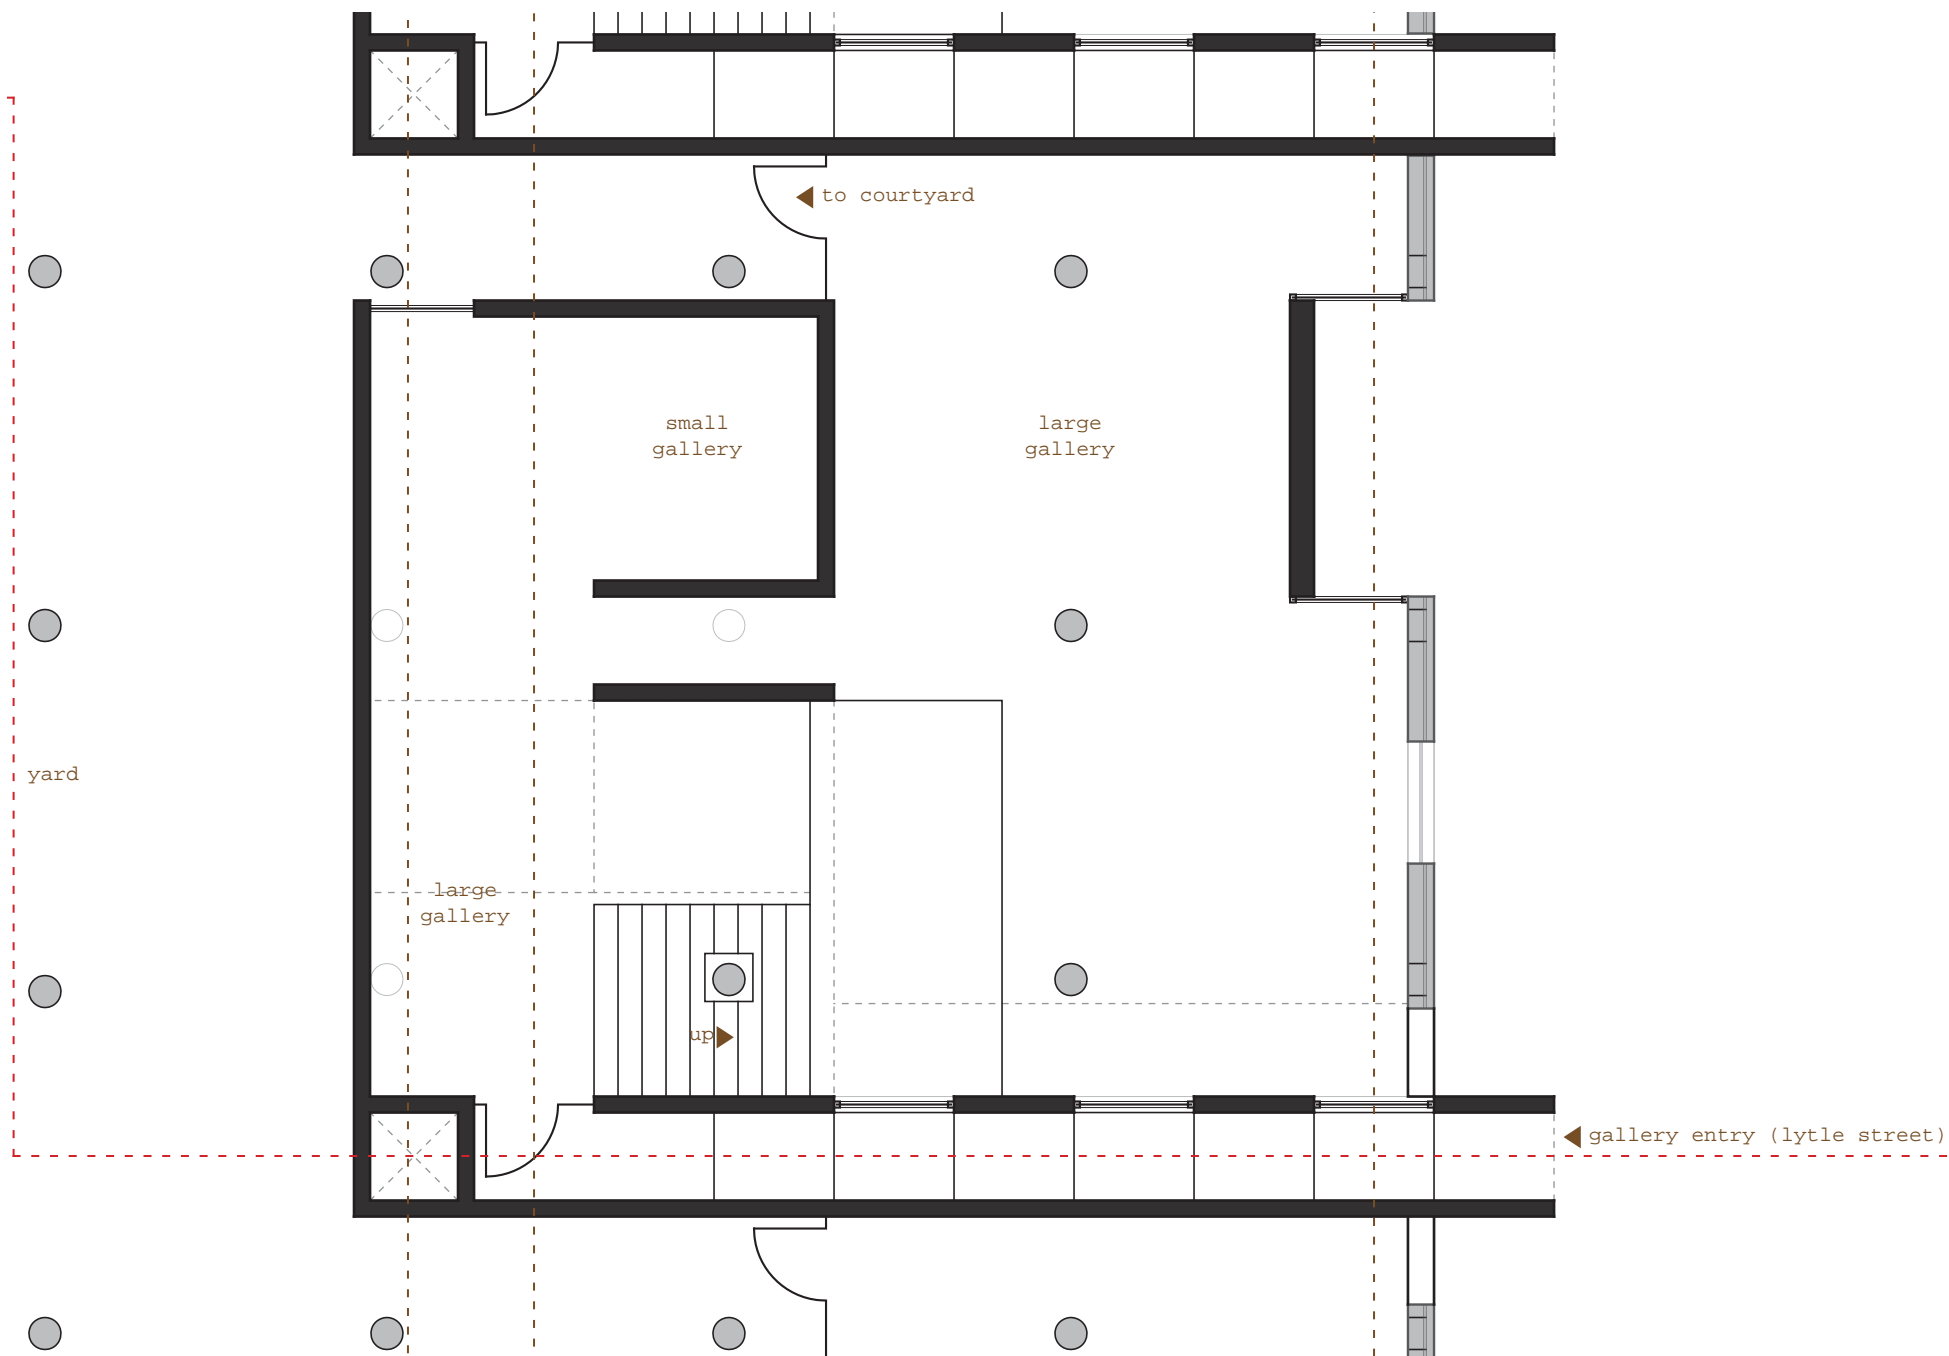 to courtyard
small
gallery
large
gallery
yard
large
gallery
up
gallery entry (lytle street)